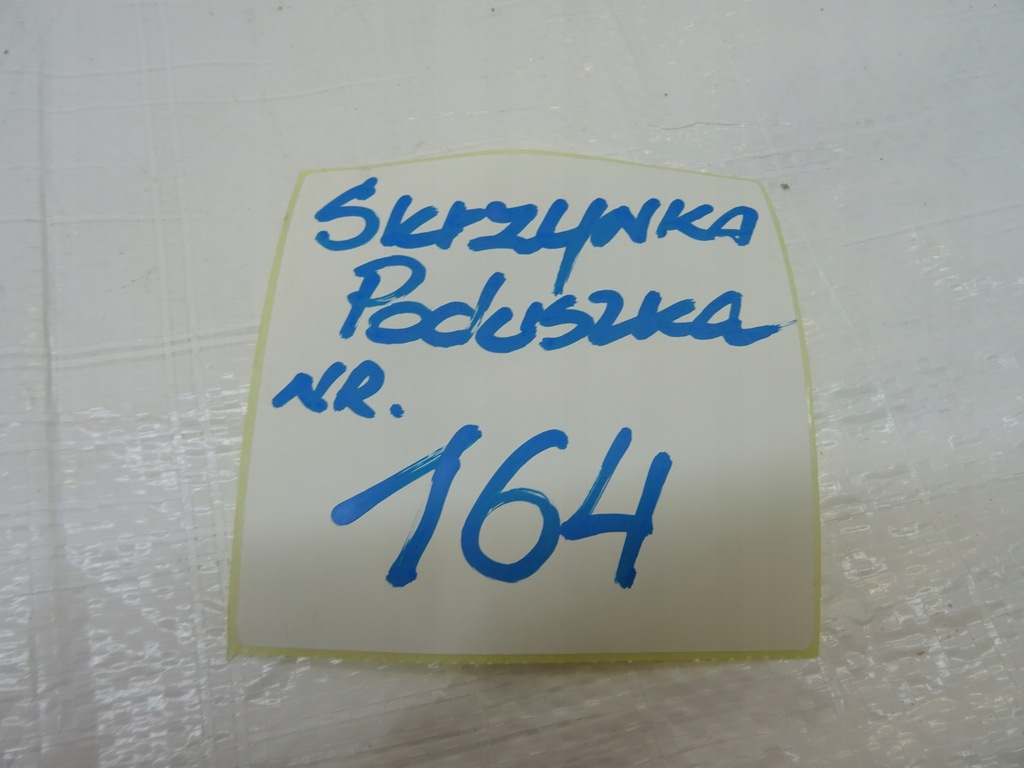 SKRZYNKA
PODUSZKA
NR.
164